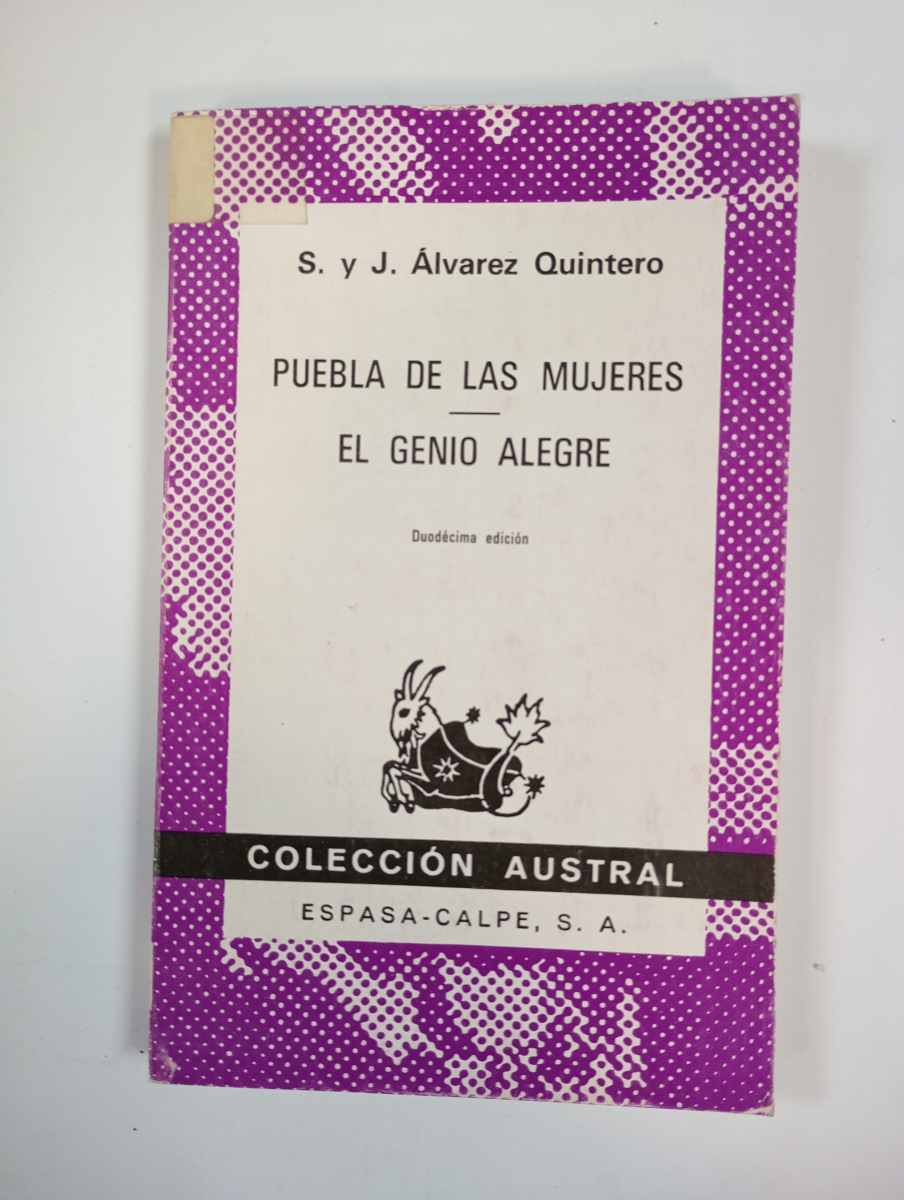 S. y J. Álvarez Quintero
PUEBLA DE LAS MUJERES
EL GENIO ALEGRE
Duodécima edición
COLECCIÓN AUSTRAL
ESPASA-CALPE, S. A.